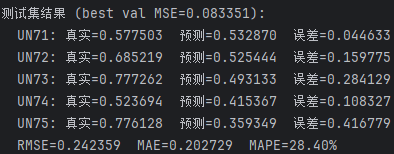 测试集结果 (best val MSE=0.083351):
UN71: 真实=0.577503 预测=0.532870 误差=0.044633
UN72: 真实=0.685219 预测=0.525444 误差=0.159775
UN73: 真实=0.777262 预测=0.493133 误差=0.284129
UN74: 真实=0.523694 预测=0.415367 误差=0.108327
UN75: 真实=0.776128 预测=0.359349 误差=0.416779
RMSE=0.242359 MAE=0.202729 MAPE=28.40%